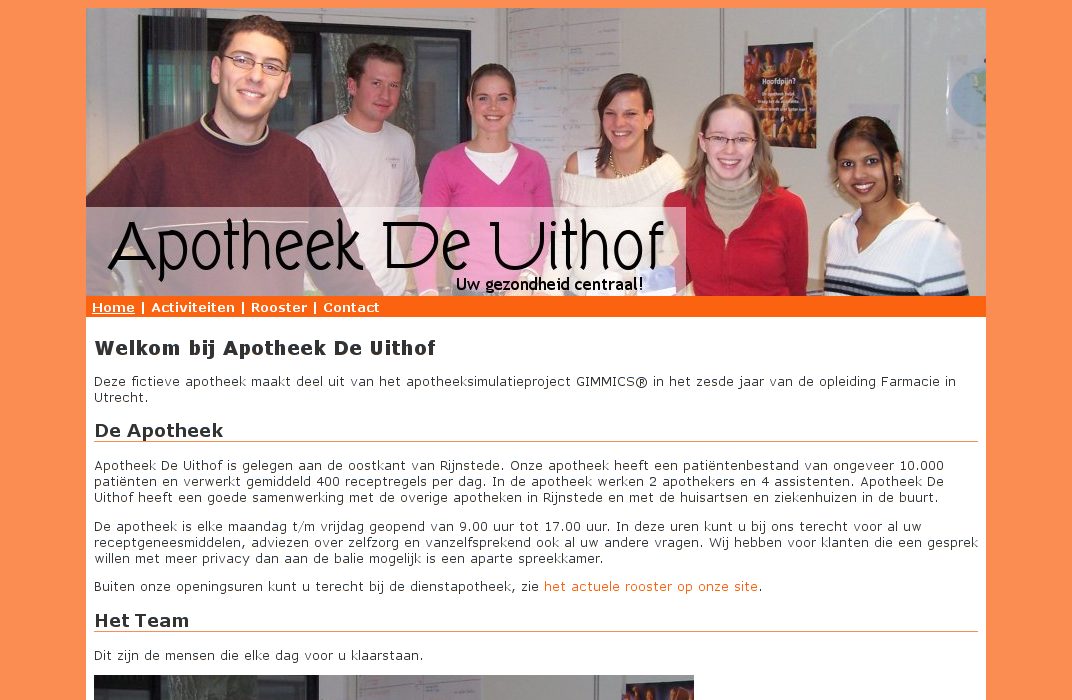 Hoofdpijn?
Apotheek De Uithof
Uw gezondheid centraal!
Home | Activiteiten | Rooster | Contact
Welkom bij Apotheek De Uithof
Deze fictieve apotheek maakt deel uit van het apotheeksimulatieproject GIMMICS® in het zesde jaar van de opleiding Farmacie in
Utrecht.
De Apotheek
Apotheek De Uithof is gelegen aan de oostkant van Rijnstede. Onze apotheek heeft een patiëntenbestand van ongeveer 10.000
patiënten en verwerkt gemiddeld 400 receptregels per dag. In de apotheek werken 2 apothekers en 4 assistenten. Apotheek De
Uithof heeft een goede samenwerking met de overige apotheken in Rijnstede en met de huisartsen en ziekenhuizen in de buurt.
De apotheek is elke maandag t/m vrijdag geopend van 9.00 uur tot 17.00 uur. In deze uren kunt u bij ons terecht voor al uw
receptgeneesmiddelen, adviezen over zelfzorg en vanzelfsprekend ook al uw andere vragen. Wij hebben voor klanten die een gesprek
willen met meer privacy dan aan de balie mogelijk is een aparte spreekkamer.
Buiten onze openingsuren kunt u terecht bij de dienstapotheek, zie het actuele rooster op onze site.
Het Team
Dit zijn de mensen die elke dag voor u klaarstaan.